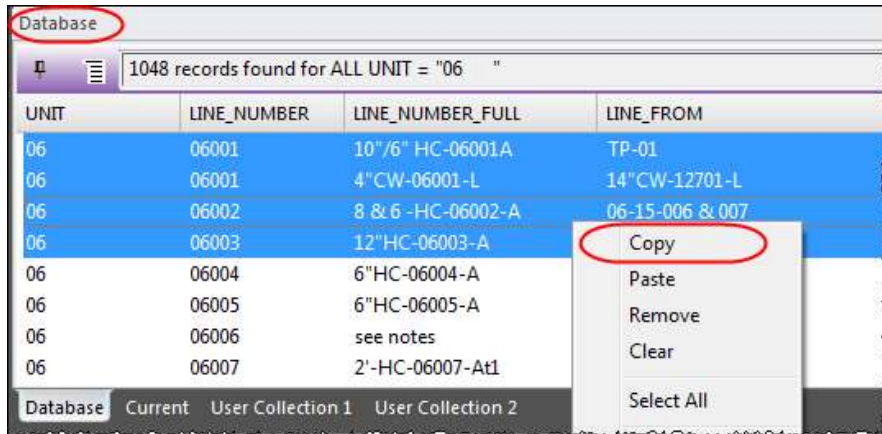 Database
1048 records found for ALL UNIT = "06      "
UNIT LINE_NUMBER LINE_NUMBER_FULL LINE_FROM
06 06001 10"/6" HC-06001A TP-01
06 06001 4"CW-06001-L 14"CW-12701-L
06 06002 8 & 6 -HC-06002-A 06-15-006 & 007
06 06003 12"HC-06003-A
06 06004 6"HC-06004-A
06 06005 6"HC-06005-A
06 06006 see notes
06 06007 2'-HC-06007-At1
Copy
Paste
Remove
Clear
Select All
Database Current User Collection 1 User Collection 2